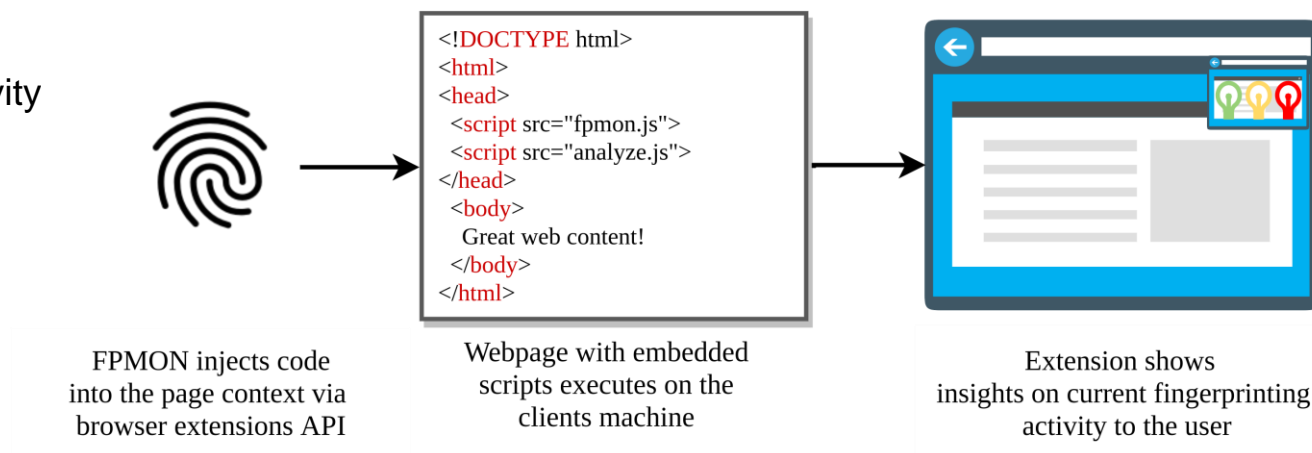 vity
<!DOCTYPE html>
<html>
<head>
<script src="fpmon.js">
<script src="analyze.js">
</head>
<body>
Great web content!
</body>
</html>
FPMON injects code
into the page context via
browser extensions API
Webpage with embedded
scripts executes on the
clients machine
Extension shows
insights on current fingerprinting
activity to the user